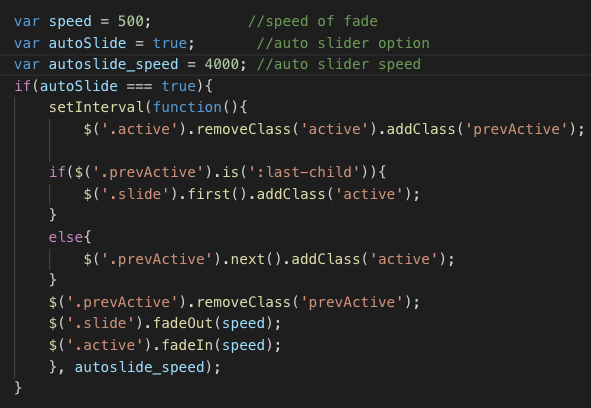 var speed = 500;           //speed of fade
var autoSlide = true;       //auto slider option
var autoslide_speed = 4000; //auto slider speed
if(autoSlide === true){
    setInterval(function(){
        $('.active').removeClass('active').addClass('prevActive');
    if($('.prevActive').is(':last-child')){
        $('.slide').first().addClass('active');
    }
    else{
        $('.prevActive').next().addClass('active');
    }
    $('.prevActive').removeClass('prevActive');
    $('.slide').fadeOut(speed);
    $('.active').fadeIn(speed);
    }, autoslide_speed);
}